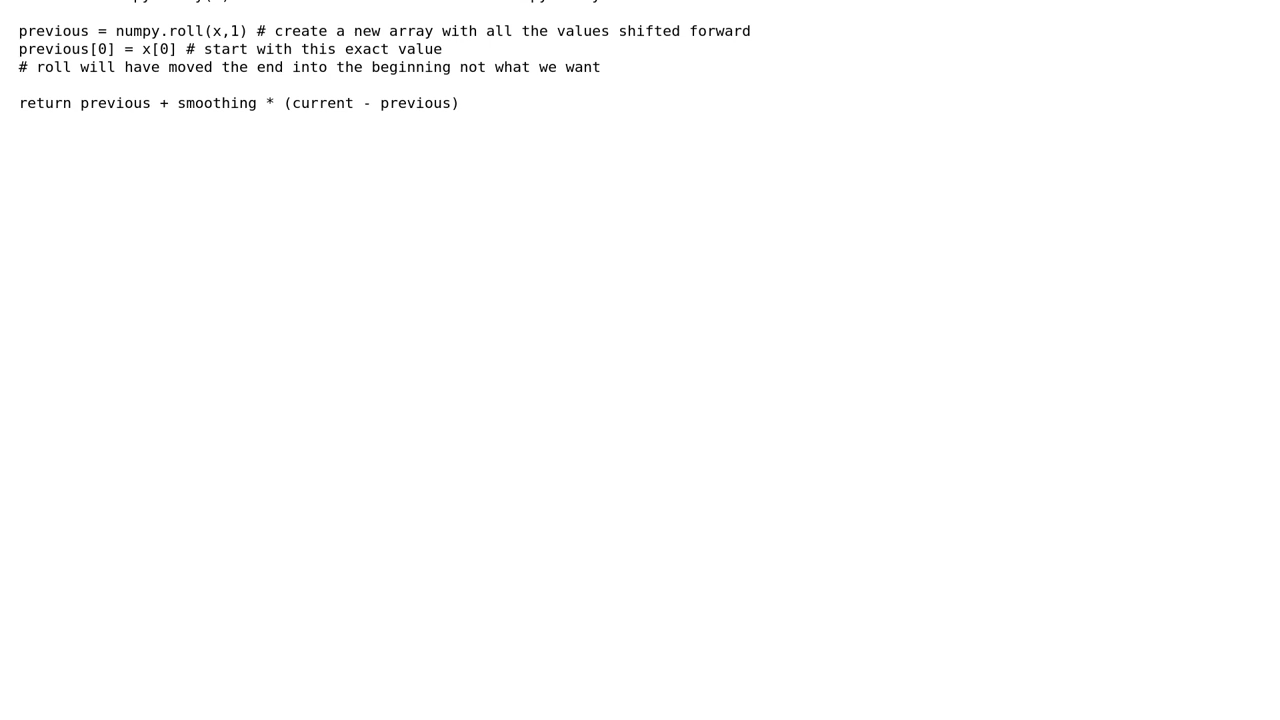 previous = numpy.roll(x,1) # create a new array with all the values shifted forward
previous[0] = x[0] # start with this exact value
# roll will have moved the end into the beginning not what we want
return previous + smoothing * (current - previous)